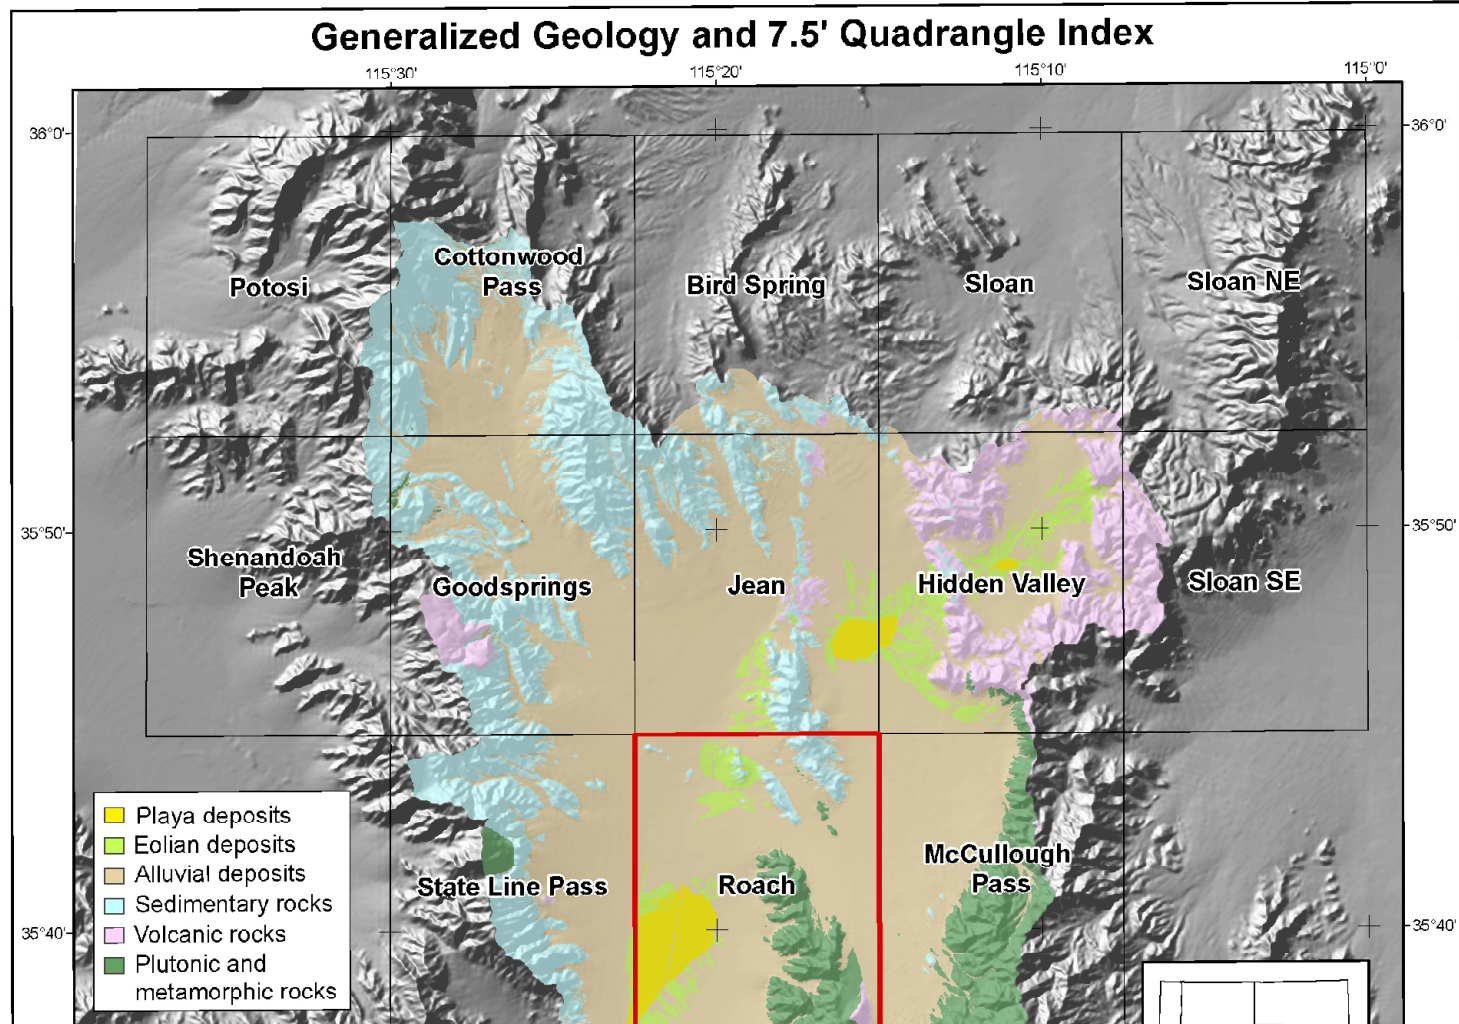 Generalized Geology and 7.5' Quadrangle Index
115°30' 115°20' 115°10' 115°0'
36°0' 36°0'
Cottonwood
Pass
Potosi
Bird Spring
Sloan
Sloan NE
35°50' 35°50'
Shenandoah
Peak
Goodsprings
Jean
Hidden Valley
Sloan SE
Playa deposits
Eolian deposits
Alluvial deposits
Sedimentary rocks
Volcanic rocks
Plutonic and
metamorphic rocks
State Line Pass
Roach
McCullough
Pass
35°40' 35°40'